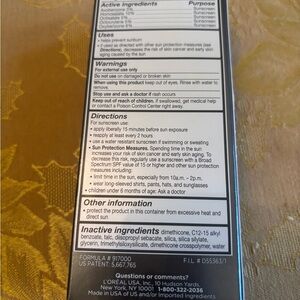 Active Ingredients Purpose
Avobenzone 3% Sunscreen
Homosalate 10% Sunscreen
Octisalate 5% Sunscreen
Octocrylene Sunscreen
Oxybenzone 6% Sunscreen
Uses
• helps prevent sunburn
• if used as directed with other sun protection measures (see
Directions), decreases the risk of skin cancer and early skin
aging caused by the sun
Warnings
For external use only
Do not use on damaged or broken skin
When using this product keep out of eyes. Rinse with water to
remove.
Stop use and ask a doctor if rash occurs
Keep out of reach of children. If swallowed, get medical help
or contact a Poison Control Center right away.
Directions
For sunscreen use:
• apply liberally 15 minutes before sun exposure
• reapply at least every 2 hours
• use a water resistant sunscreen if swimming or sweating
• Sun Protection Measures. Spending time in the sun
increases your risk of skin cancer and early skin aging. To
decrease this risk, regularly use a sunscreen with a Broad
Spectrum SPF value of 15 or higher and other sun protection
measures including:
• limit time in the sun, especially from 10a.m. - 2p.m.
• wear long-sleeved shirts, pants, hats, and sunglasses
• children under 6 months of age: Ask a doctor
Other information
• protect the product in this container from excessive heat and
direct sun
Inactive ingredients dimethicone, C12-15 alkyl
benzoate, talc, diisopropyl sebacate, silica, silica silylate,
glycerin, trimethylsiloxysilicate, dimethicone crosspolymer, water
FORMULA # 917000 F.I.L. # D55363/1
US PATENT: 5,667,765
Questions or comments?
L'OREAL USA, Inc., 10 Hudson Yards
New York, NY 10001 1-800-322-2036
Made in USA of US and/or Imported Ingredients